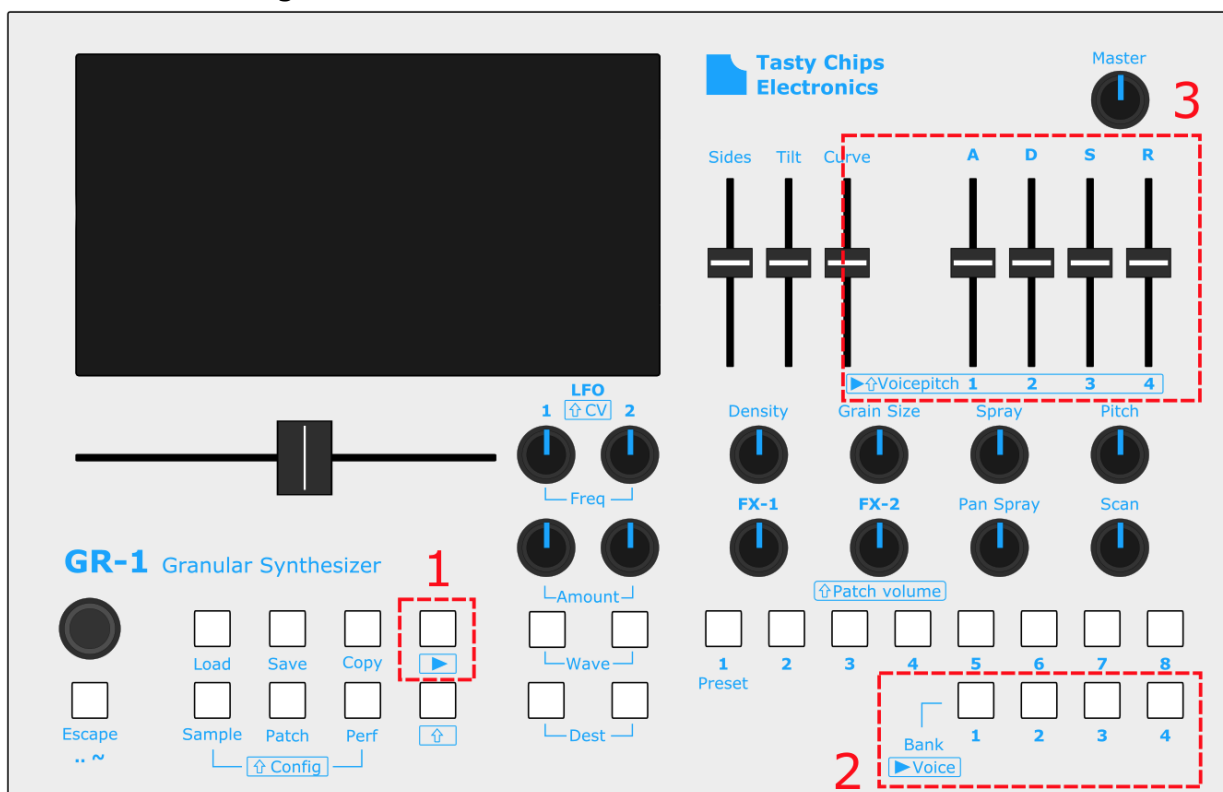 Tasty Chips
Electronics
Master
3
Sides Tilt Curve A D S R
▶⇧Voicepitch 1 2 3 4
LFO
1 ⇧CV 2
Density Grain Size Spray Pitch
Freq
FX-1 FX-2 Pan Spray Scan
GR-1 Granular Synthesizer
1
Amount
⇧Patch volume
Load Save Copy ▶
Wave
1 2 3 4 5 6 7 8
Preset
Escape Sample Patch Perf ⇧
.. ~
⇧Config
Dest
Bank 1 2 3 4
▶Voice
2